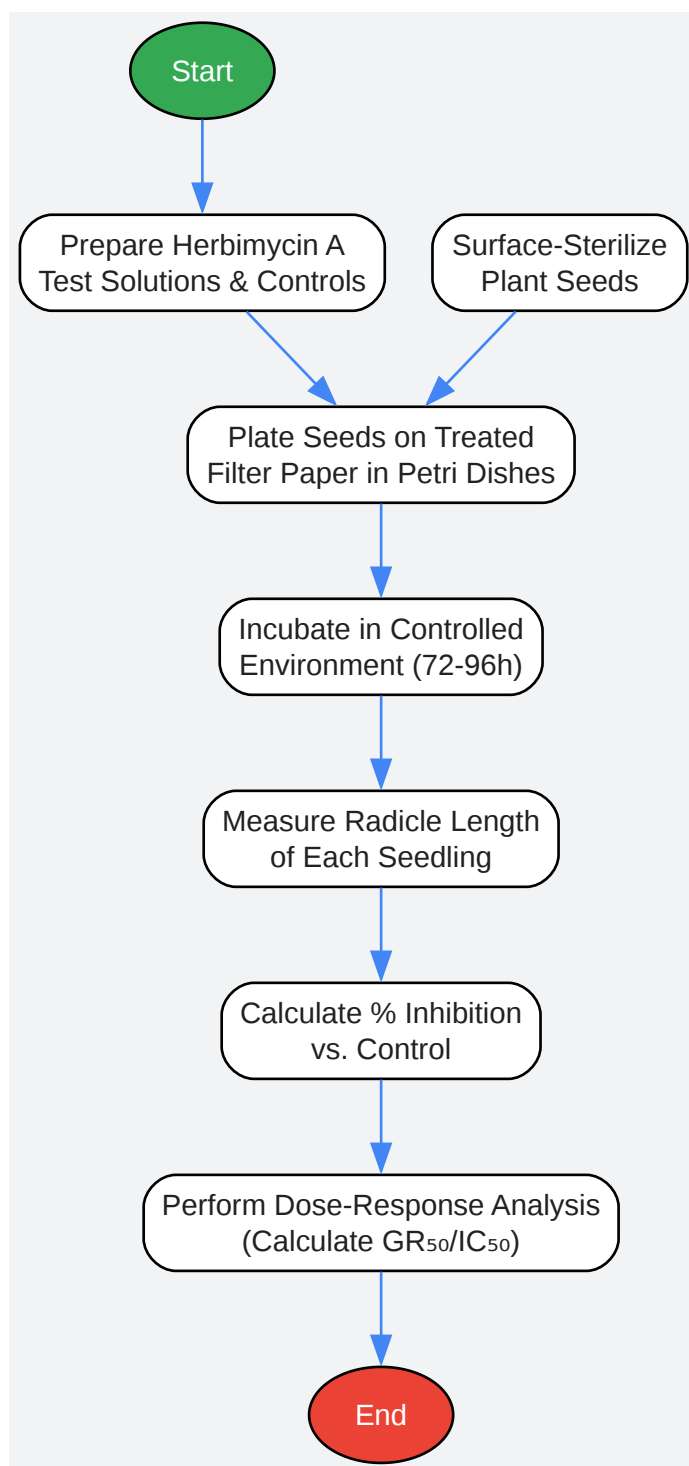 Start
Prepare Herbimycin A
Test Solutions & Controls
Surface-Sterilize
Plant Seeds
Plate Seeds on Treated
Filter Paper in Petri Dishes
Incubate in Controlled
Environment (72-96h)
Measure Radicle Length
of Each Seedling
Calculate % Inhibition
vs. Control
Perform Dose-Response Analysis
(Calculate GR₅₀/IC₅₀)
End